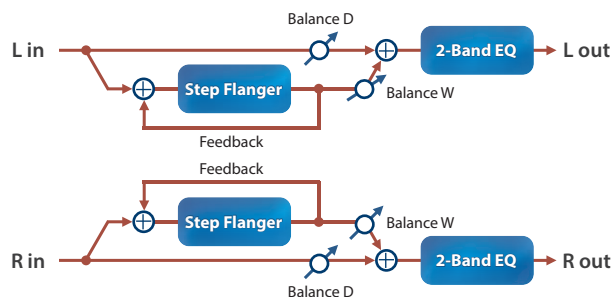 Balance D
L in
2-Band EQ
L out
Step Flanger
Balance W
Feedback
Feedback
Step Flanger
Balance W
R in
2-Band EQ
R out
Balance D